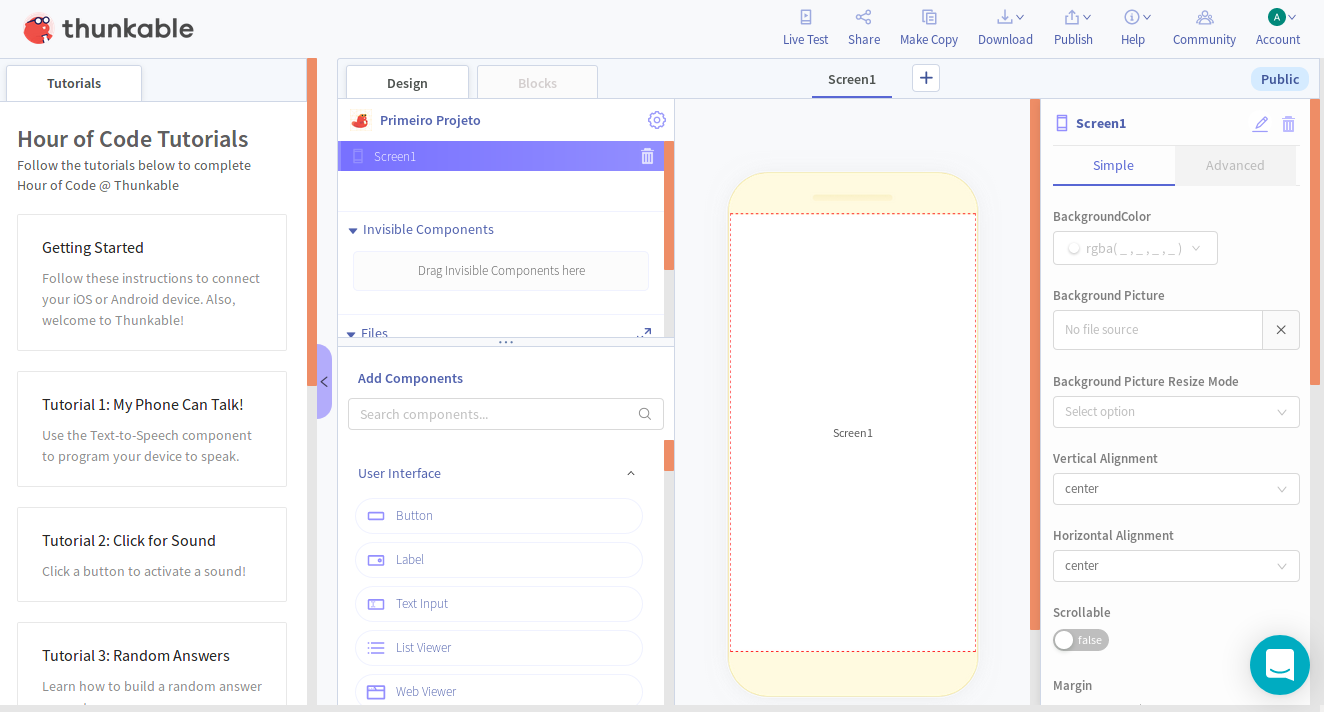 thunkable
Live Test
Share
Make Copy
Download
Publish
Help
Community
A
Account
Tutorials
Hour of Code Tutorials
Follow the tutorials below to complete
Hour of Code @ Thunkable
Getting Started
Follow these instructions to connect
your iOS or Android device. Also,
welcome to Thunkable!
Tutorial 1: My Phone Can Talk!
Use the Text-to-Speech component
to program your device to speak.
Tutorial 2: Click for Sound
Click a button to activate a sound!
Tutorial 3: Random Answers
Learn how to build a random answer
Design
Blocks
Primeiro Projeto
Screen1
Invisible Components
Drag Invisible Components here
Files
Add Components
Search components...
User Interface
Button
Label
Text Input
List Viewer
Web Viewer
Screen1
Public
Screen1
Screen1
Simple
Advanced
BackgroundColor
rgba( _ , _ , _ , _ )
Background Picture
No file source
Background Picture Resize Mode
Select option
Vertical Alignment
center
Horizontal Alignment
center
Scrollable
false
Margin